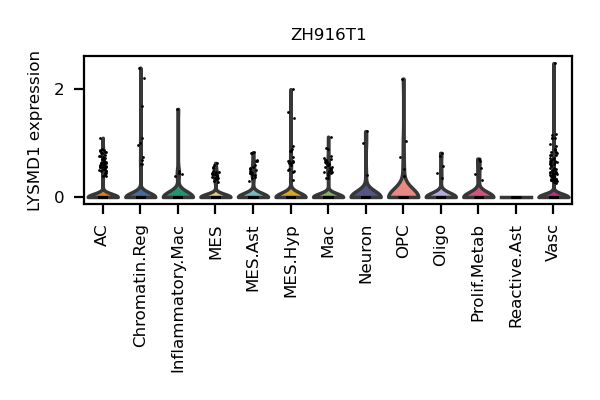 ZH916T1
LYSMD1 expression
2
0
AC
Chromatin.Reg
Inflammatory.Mac
MES
MES.Ast
MES.Hyp
Mac
Neuron
OPC
Oligo
Prolif.Metab
Reactive.Ast
Vasc